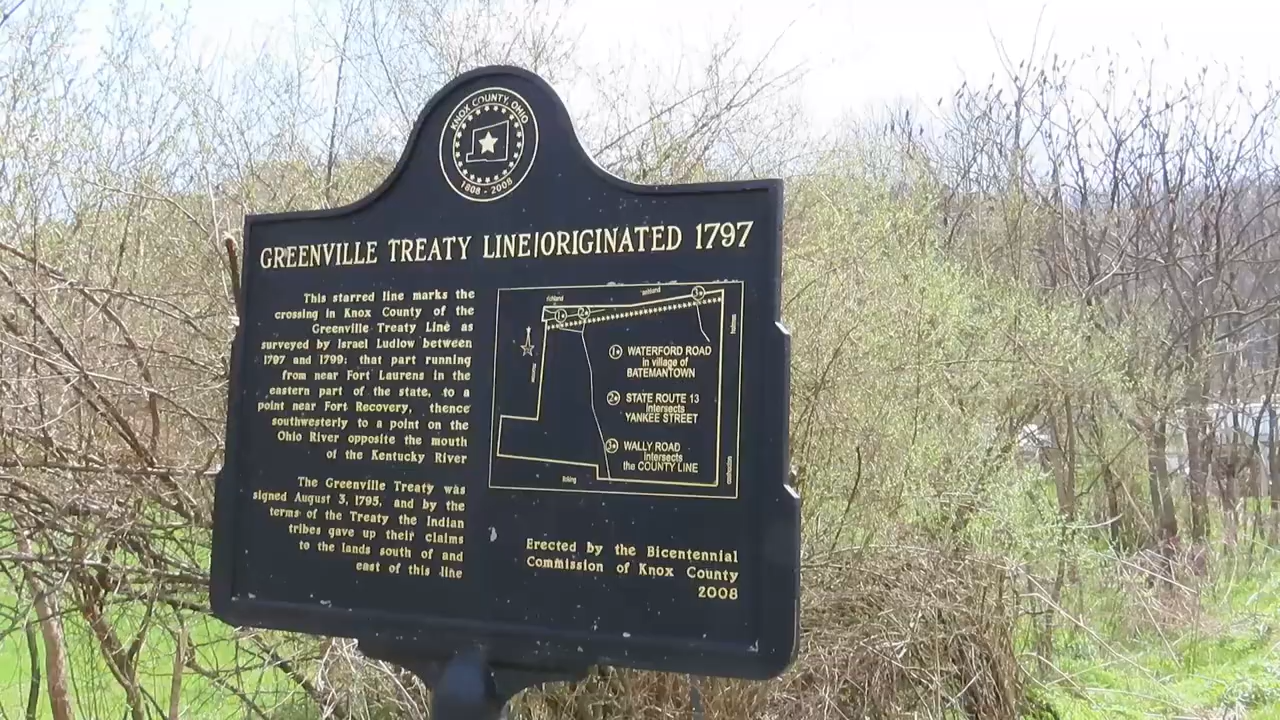 KNOX COUNTY, OHIO
1808 - 2008
GREENVILLE TREATY LINE/ORIGINATED 1797
This starred line marks the
crossing in Knox County of the
Greenville Treaty Line as
surveyed by Israel Ludlow between
1797 and 1799; that part running
from near Fort Laurens in the
eastern part of the state, to a
point near Fort Recovery, thence
southwesterly to a point on the
Ohio River opposite the mouth
of the Kentucky River
The Greenville Treaty was
signed August 3, 1795, and by the
terms of the Treaty the Indian
tribes gave up their claims
to the lands south of and
east of this line
richland
ashland
holmes
morrow
1
2
3
1 WATERFORD ROAD
in village of
BATEMANTOWN
2 STATE ROUTE 13
intersects
YANKEE STREET
3 WALLY ROAD
intersects
the COUNTY LINE
licking
coshocton
Erected by the Bicentennial
Commission of Knox County
2008